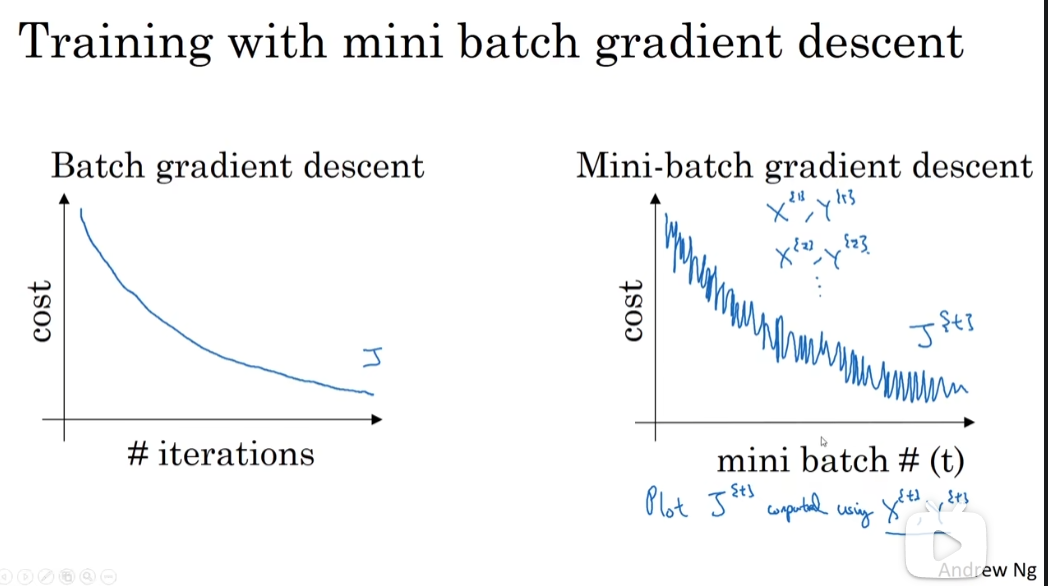 Training with mini batch gradient descent
Batch gradient descent
cost
J
# iterations
Mini-batch gradient descent
X^{1}, Y^{1}
X^{2}, Y^{2}
⋮
cost
J^{t}
mini batch # (t)
Plot J^{t} computed using X^{t}, Y^{t}
Andrew Ng